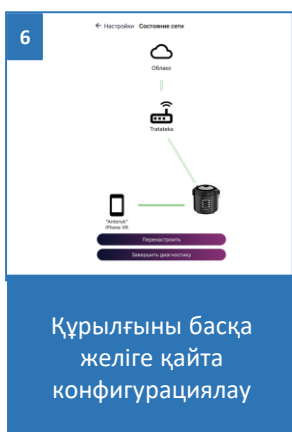 6
← Настройки Состояние сети
Облако
Tratateka
"Antonyk"
iPhone XR
Перенастроить
Завершить диагностику
Құрылғыны басқа
желіге қайта
конфигурациялау